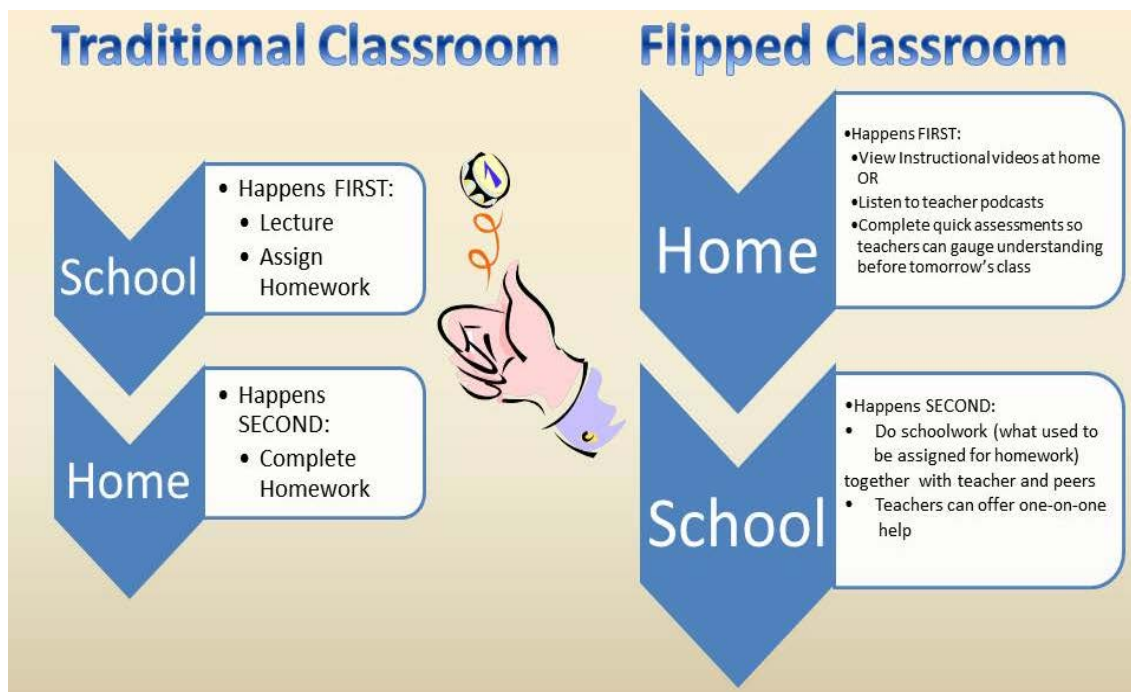 Traditional Classroom
School
• Happens FIRST:
• Lecture
• Assign
Homework
Home
• Happens
SECOND:
• Complete
Homework
Flipped Classroom
Home
•Happens FIRST:
•View Instructional videos at home
OR
•Listen to teacher podcasts
•Complete quick assessments so
teachers can gauge understanding
before tomorrow's class
School
•Happens SECOND:
• Do schoolwork (what used to
be assigned for homework)
together with teacher and peers
• Teachers can offer one-on-one
help